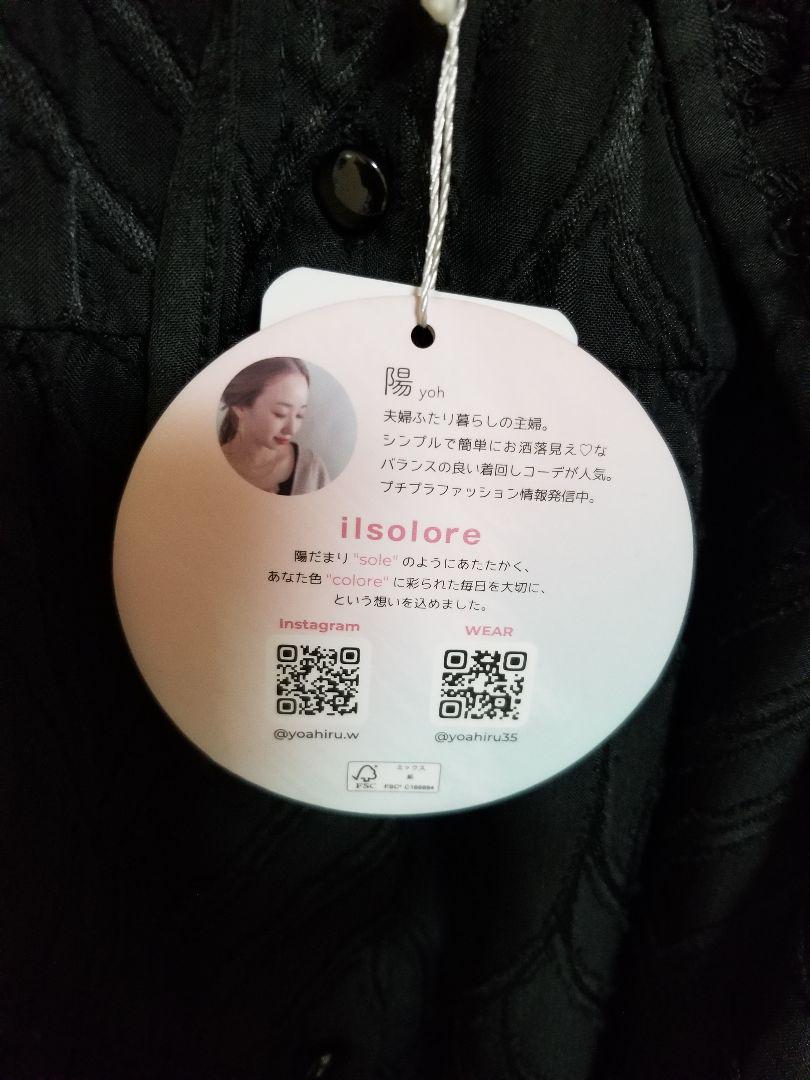 陽 yoh
夫婦ふたり暮らしの主婦。
シンプルで簡単にお洒落見え♡な
バランスの良い着回しコーデが人気。
プチプラファッション情報発信中。
ilsolore
陽だまり"sole"のようにあたたかく、
あなた色"colore"に彩られた毎日を大切に、
という想いを込めました。
Instagram
WEAR
@yoahiru.w
@yoahiru35
ミックス
紙
FSC
FSC®